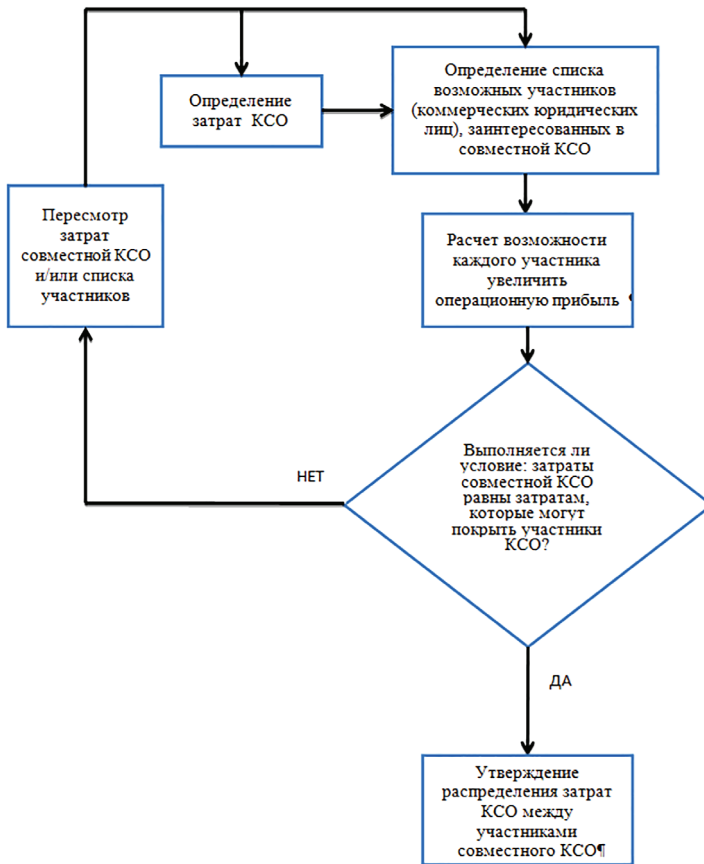 Определение
затрат КСО
Определение списка
возможных участников
(коммерческих юридических
лиц), заинтересованных в
совместной КСО
Пересмотр
затрат
совместной КСО
и/или списка
участников
Расчет возможности
каждого участника
увеличить
операционную прибыль
Выполняется ли
условие: затраты
совместной КСО
равны затратам,
которые могут
покрыть участники
КСО?
НЕТ
ДА
Утверждение
распределения затрат
КСО между
участниками
совместного КСО¶